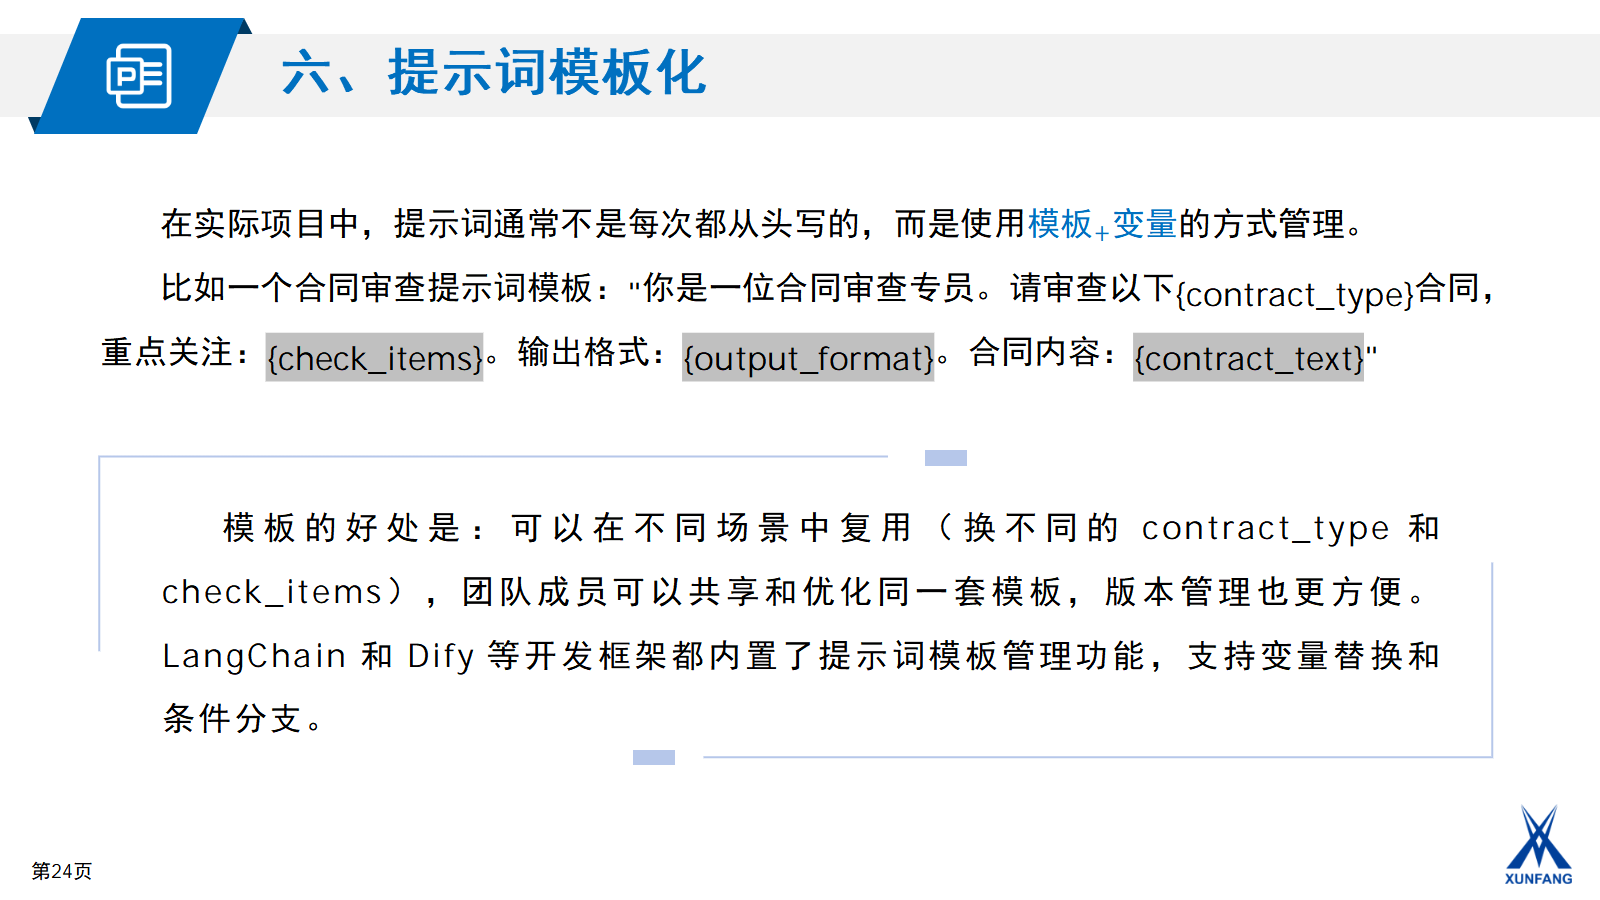 六、提示词模板化
在实际项目中，提示词通常不是每次都从头写的，而是使用模板+变量的方式管理。
比如一个合同审查提示词模板："你是一位合同审查专员。请审查以下{contract_type}合同，
重点关注：{check_items}。输出格式：{output_format}。合同内容：{contract_text}"
模板的好处是：可以在不同场景中复用（换不同的 contract_type 和
check_items），团队成员可以共享和优化同一套模板，版本管理也更方便。
LangChain 和 Dify 等开发框架都内置了提示词模板管理功能，支持变量替换和
条件分支。
第24页
XUNFANG